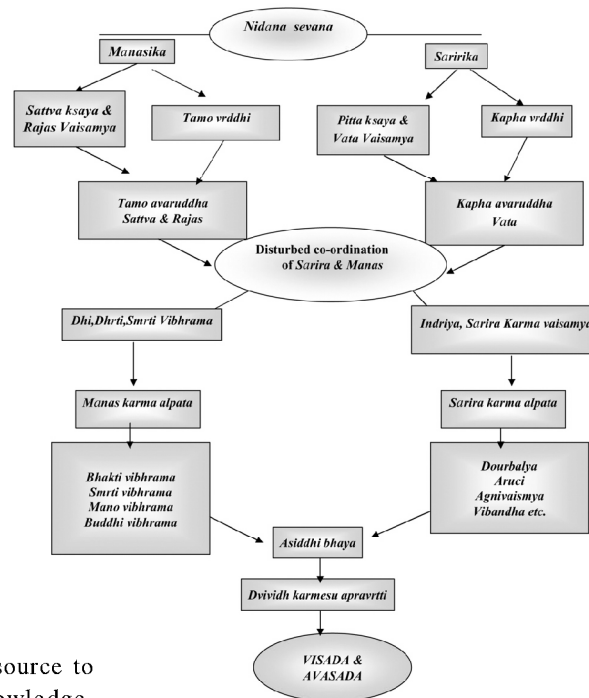 Nidana sevana
Manasika
Saririka
Sattva ksaya &
Rajas Vaisamya
Tamo vrddhi
Pitta ksaya &
Vata Vaisamya
Kapha vrddhi
Tamo avaruddha
Sattva & Rajas
Kapha avaruddha
Vata
Disturbed co-ordination
of Sarira & Manas
Dhi,Dhrti,Smrti Vibhrama
Indriya, Sarira Karma vaisamya
Manas karma alpata
Sarira karma alpata
Bhakti vibhrama
Smrti vibhrama
Mano vibhrama
Buddhi vibhrama
Dourbalya
Aruci
Agnivaismya
Vibandha etc.
Asiddhi bhaya
Dvividh karmesu apravrtti
VISADA &
AVASADA
source to